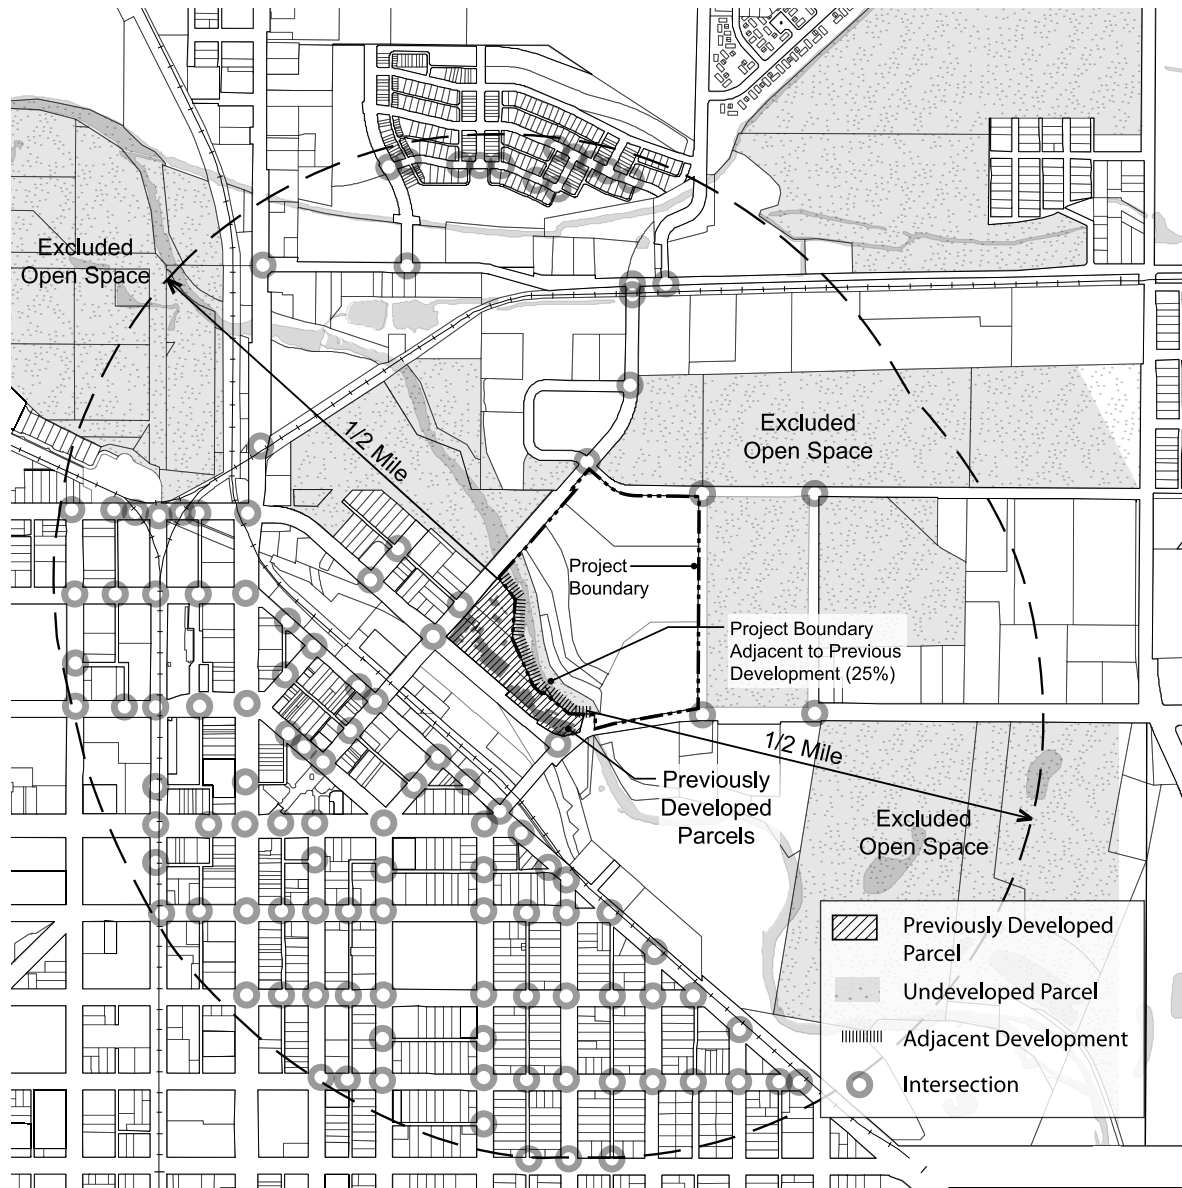 Excluded
Open Space
1/2 Mile
Excluded
Open Space
Project
Boundary
Project Boundary
Adjacent to Previous
Development (25%)
1/2 Mile
Previously
Developed
Parcels
Excluded
Open Space
Previously Developed
Parcel
Undeveloped Parcel
Adjacent Development
Intersection